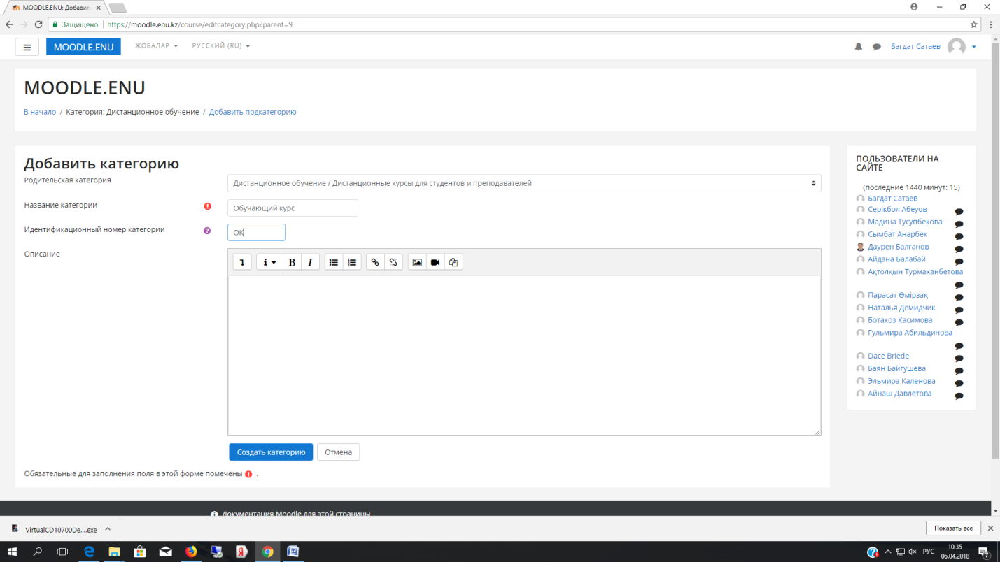 MOODLE.ENU: Добавить
Защищено https://moodle.enu.kz/course/editcategory.php?parent=9
MOODLE.ENU ЖОБАЛАР РУССКИЙ (RU) Багдат Сатаев
MOODLE.ENU
В начало / Категория: Дистанционное обучение / Добавить подкатегорию
Добавить категорию
Родительская категория
Дистанционное обучение / Дистанционные курсы для студентов и преподавателей
Название категории
Обучающий курс
Идентификационный номер категории
ОК
Описание
Создать категорию Отмена
Обязательные для заполнения поля в этой форме помечены .
ПОЛЬЗОВАТЕЛИ НА
САЙТЕ
(последние 1440 минут: 15)
Багдат Сатаев
Серікбол Абеуов
Мадина Тусупбекова
Сымбат Анарбек
Даурен Балганов
Айдана Балабай
Ақтолқын Турмаханбетова
Парасат Өмірзақ
Наталья Демидчик
Ботакоз Касимова
Гульмира Абильдинова
Dace Briede
Баян Байгушева
Эльмира Каленова
Айнаш Давлетова
Документация Moodle для этой страницы
VirtualCD10700De....exe Показать все
РУС 10:35
06.04.2018 7